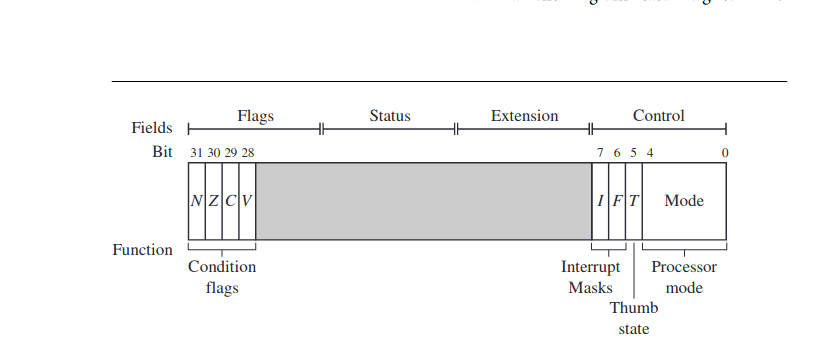 Flags Status Extension Control
Fields
Bit 31 30 29 28 7 6 5 4 0
N Z C V I F T Mode
Function
Condition Interrupt Processor
flags Masks mode
Thumb
state